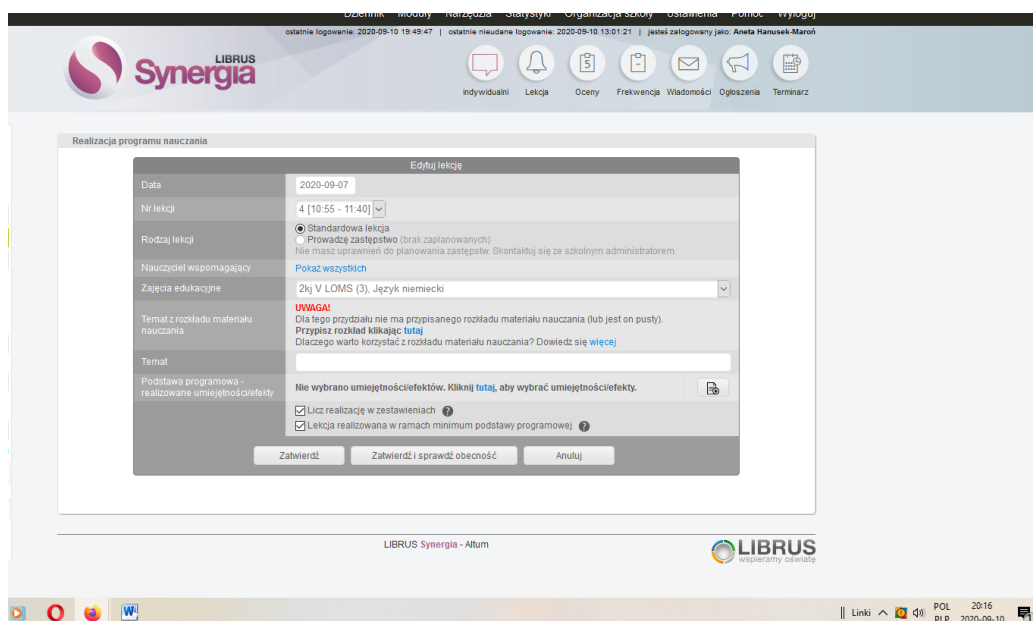 Dziennik Moduły Narzędzia Statystyki Organizacja szkoły Ustawienia Pomoc Wyloguj
ostatnie logowanie: 2020-09-10 19:49:47 | ostatnie nieudane logowanie: 2020-09-10 13:01:21 | jesteś zalogowany jako: Aneta Hanusek-Maroń
LIBRUS
Synergia
indywidualni Lekcja Oceny Frekwencja Wiadomości Ogłoszenia Terminarz
Realizacja programu nauczania
Edytuj lekcję
Data 2020-09-07
Nr lekcji 4 [10:55 - 11:40]
Rodzaj lekcji
Standardowa lekcja
Prowadzę zastępstwo (brak zaplanowanych)
Nie masz uprawnień do planowania zastępstw. Skontaktuj się ze szkolnym administratorem.
Nauczyciel wspomagający Pokaż wszystkich
Zajęcia edukacyjne 2kj V LOMS (3), Język niemiecki
Temat z rozkładu materiału
nauczania
UWAGA!
Dla tego przydziału nie ma przypisanego rozkładu materiału nauczania (lub jest on pusty).
Przypisz rozkład klikając tutaj
Dlaczego warto korzystać z rozkładu materiału nauczania? Dowiedz się więcej
Temat
Podstawa programowa -
realizowane umiejętności/efekty
Nie wybrano umiejętności/efektów. Kliknij tutaj, aby wybrać umiejętności/efekty.
Licz realizację w zestawieniach ?
Lekcja realizowana w ramach minimum podstawy programowej ?
Zatwierdź Zatwierdź i sprawdź obecność Anuluj
LIBRUS Synergia - Altum
LIBRUS
wspieramy oświatę
Linki POL 20:16
PLP 2020-09-10